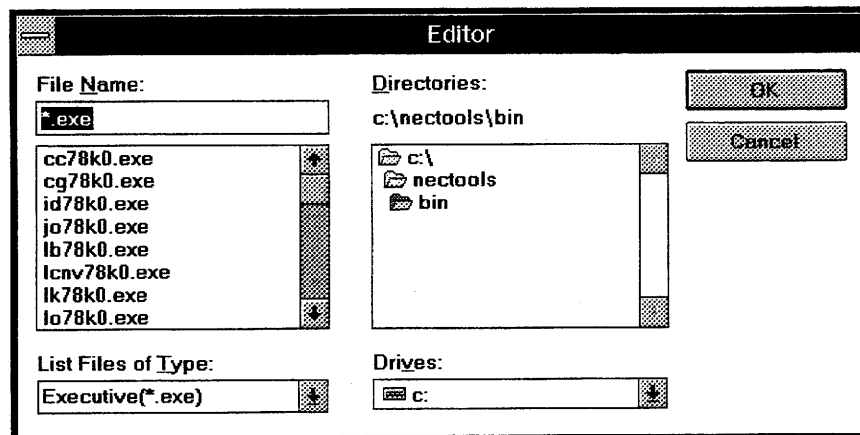 Editor
File Name:
*.exe
cc78k0.exe
cg78k0.exe
id78k0.exe
jo78k0.exe
lb78k0.exe
lcnv78k0.exe
lk78k0.exe
lo78k0.exe
List Files of Type:
Executive(*.exe)
Directories:
c:\nectools\bin
c:\
nectools
bin
Drives:
c:
OK
Cancel